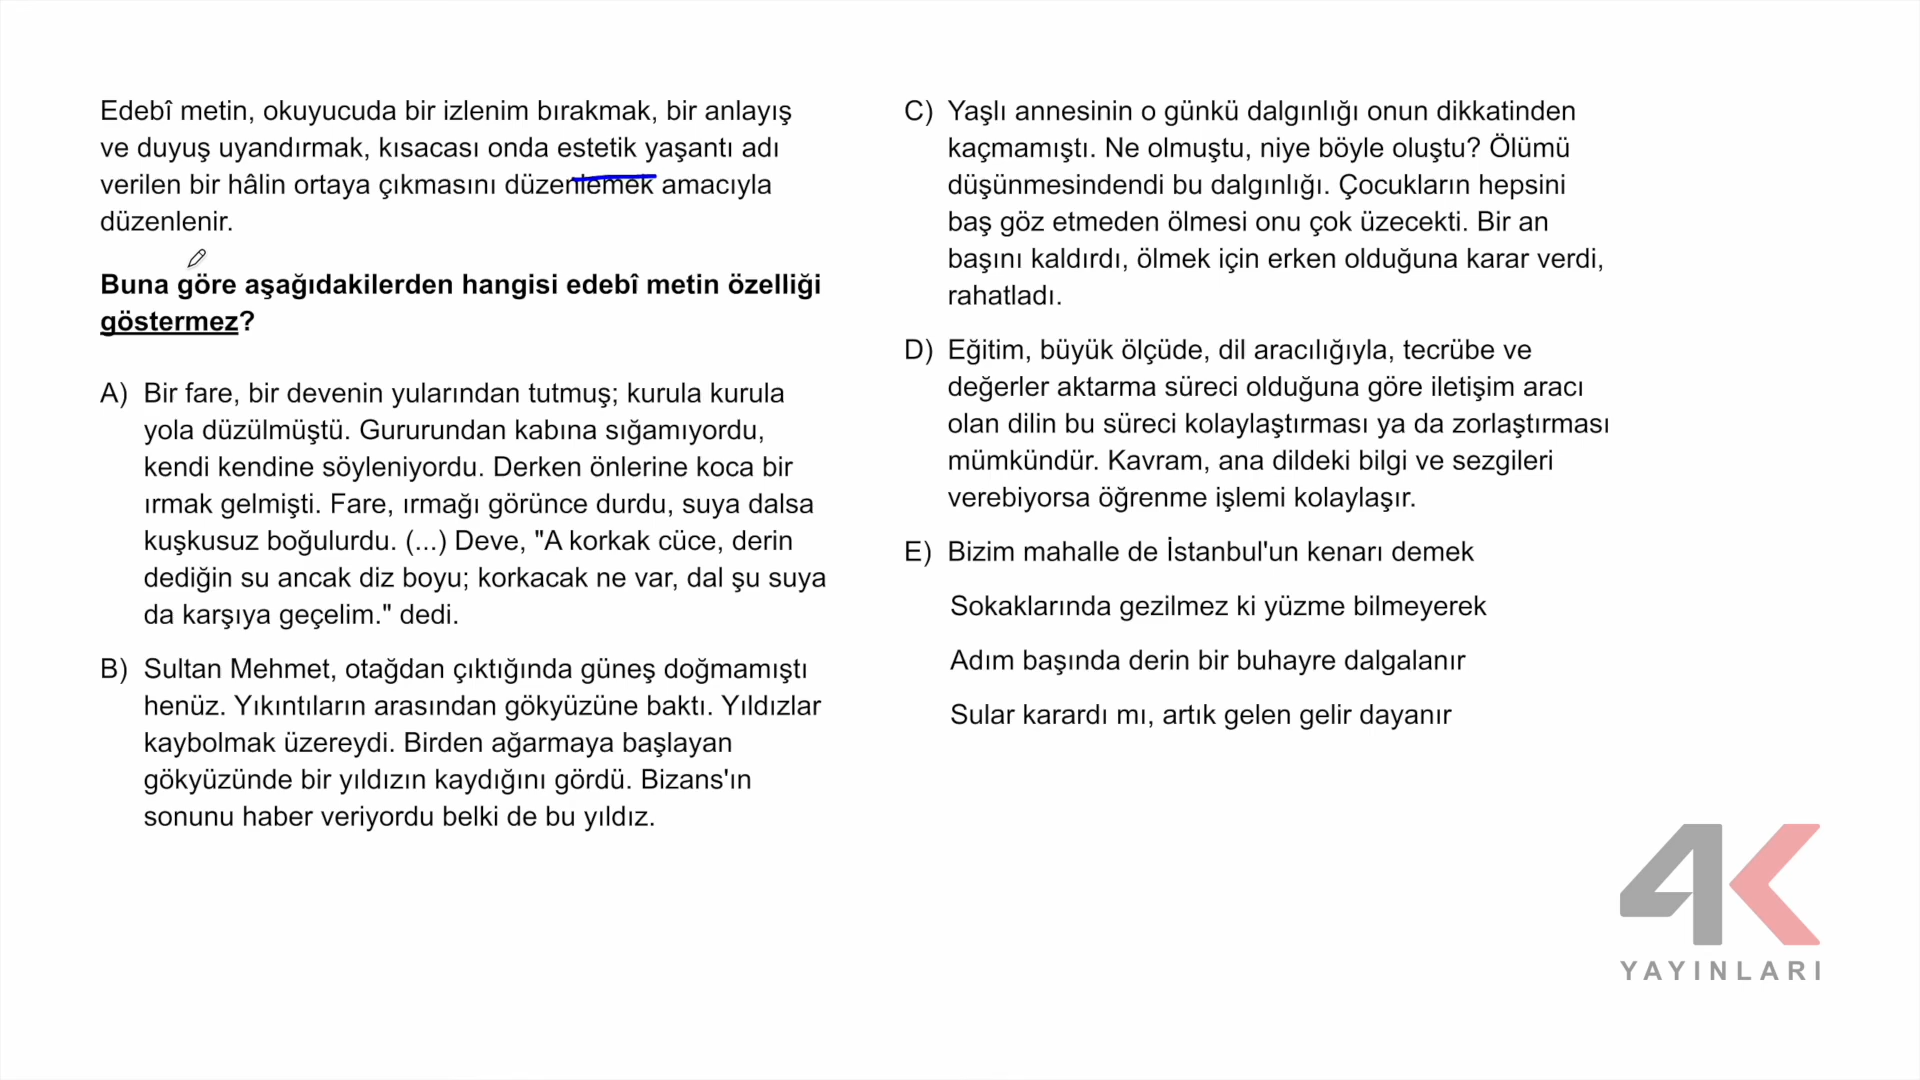 Edebî metin, okuyucuda bir izlenim bırakmak, bir anlayış
ve duyuş uyandırmak, kısacası onda estetik yaşantı adı
verilen bir hâlin ortaya çıkmasını düzenlemek amacıyla
düzenlenir.
Buna göre aşağıdakilerden hangisi edebî metin özelliği
göstermez?
A) Bir fare, bir devenin yularından tutmuş; kurula kurula
yola düzülmüştü. Gururundan kabına sığamıyordu,
kendi kendine söyleniyordu. Derken önlerine koca bir
ırmak gelmişti. Fare, ırmağı görünce durdu, suya dalsa
kuşkusuz boğulurdu. (...) Deve, "A korkak cüce, derin
dediğin su ancak diz boyu; korkacak ne var, dal şu suya
da karşıya geçelim." dedi.
B) Sultan Mehmet, otağdan çıktığında güneş doğmamıştı
henüz. Yıkıntıların arasından gökyüzüne baktı. Yıldızlar
kaybolmak üzereydi. Birden ağarmaya başlayan
gökyüzünde bir yıldızın kaydığını gördü. Bizans'ın
sonunu haber veriyordu belki de bu yıldız.
C) Yaşlı annesinin o günkü dalgınlığı onun dikkatinden
kaçmamıştı. Ne olmuştu, niye böyle oluştu? Ölümü
düşünmesindendi bu dalgınlığı. Çocukların hepsini
baş göz etmeden ölmesi onu çok üzecekti. Bir an
başını kaldırdı, ölmek için erken olduğuna karar verdi,
rahatladı.
D) Eğitim, büyük ölçüde, dil aracılığıyla, tecrübe ve
değerler aktarma süreci olduğuna göre iletişim aracı
olan dilin bu süreci kolaylaştırması ya da zorlaştırması
mümkündür. Kavram, ana dildeki bilgi ve sezgileri
verebiyorsa öğrenme işlemi kolaylaşır.
E) Bizim mahalle de İstanbul'un kenarı demek
Sokaklarında gezilmez ki yüzme bilmeyerek
Adım başında derin bir buhayre dalgalanır
Sular karardı mı, artık gelen gelir dayanır
4K
YAYINLARI